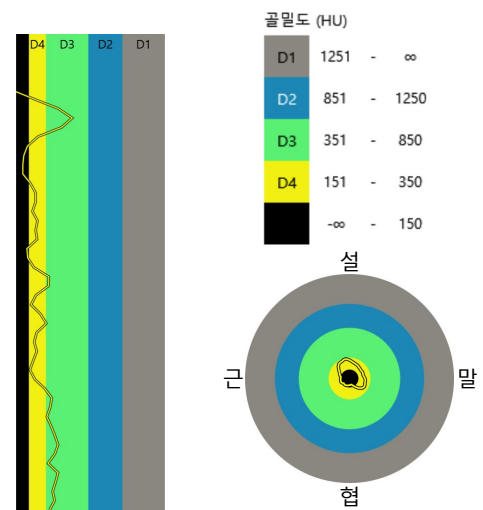 D4 D3 D2 D1
골밀도 (HU)
D1 1251 - ∞
D2 851 - 1250
D3 351 - 850
D4 151 - 350
-∞ - 150
설
근 말
협